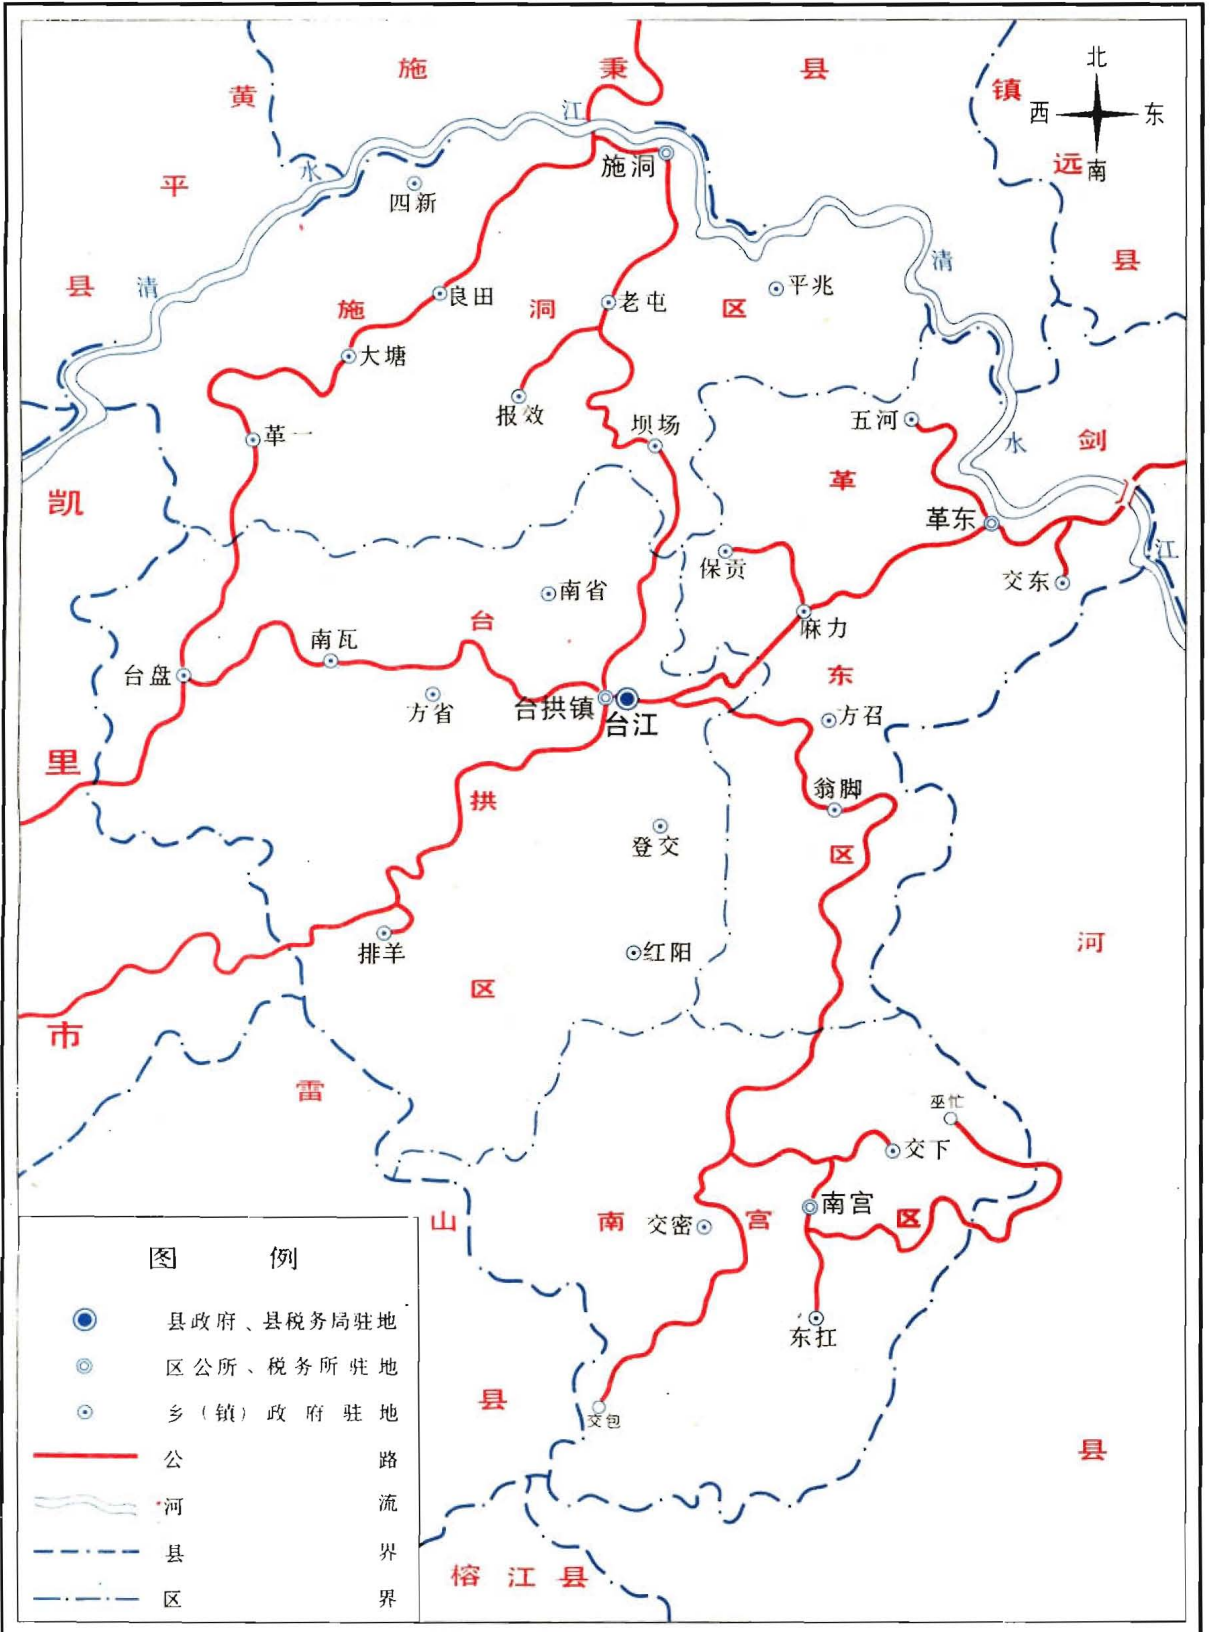 施 秉 县
黄
平
县
镇
远
县
北
西 东
南
清 水 江
清 水 江
施洞
四新
良田
老屯
平兆
施 洞 区
大塘
报效
坝场
五河
革一
凯
里
市
剑
河
县
革
东
区
革东
保贡
交东
南省
麻力
台
拱
区
南瓦
台盘
方省
台拱镇
台江
方召
翁脚
登交
红阳
排羊
雷
山
县
巫忙
交下
南宫
南 宫 区
交密
东扛
交包
榕江县
图 例
县政府、县税务局驻地
区公所、税务所驻地
乡（镇）政府驻地
公 路
河 流
县 界
区 界